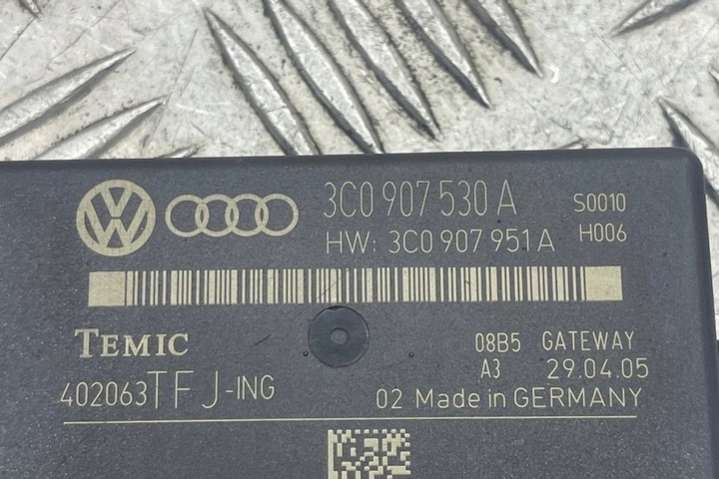 3C0 907 530 A S0010
HW: 3C0 907 951 A H006
TEMIC 08B5 GATEWAY
A3 29.04.05
402063TFJ-ING 02 Made in GERMANY